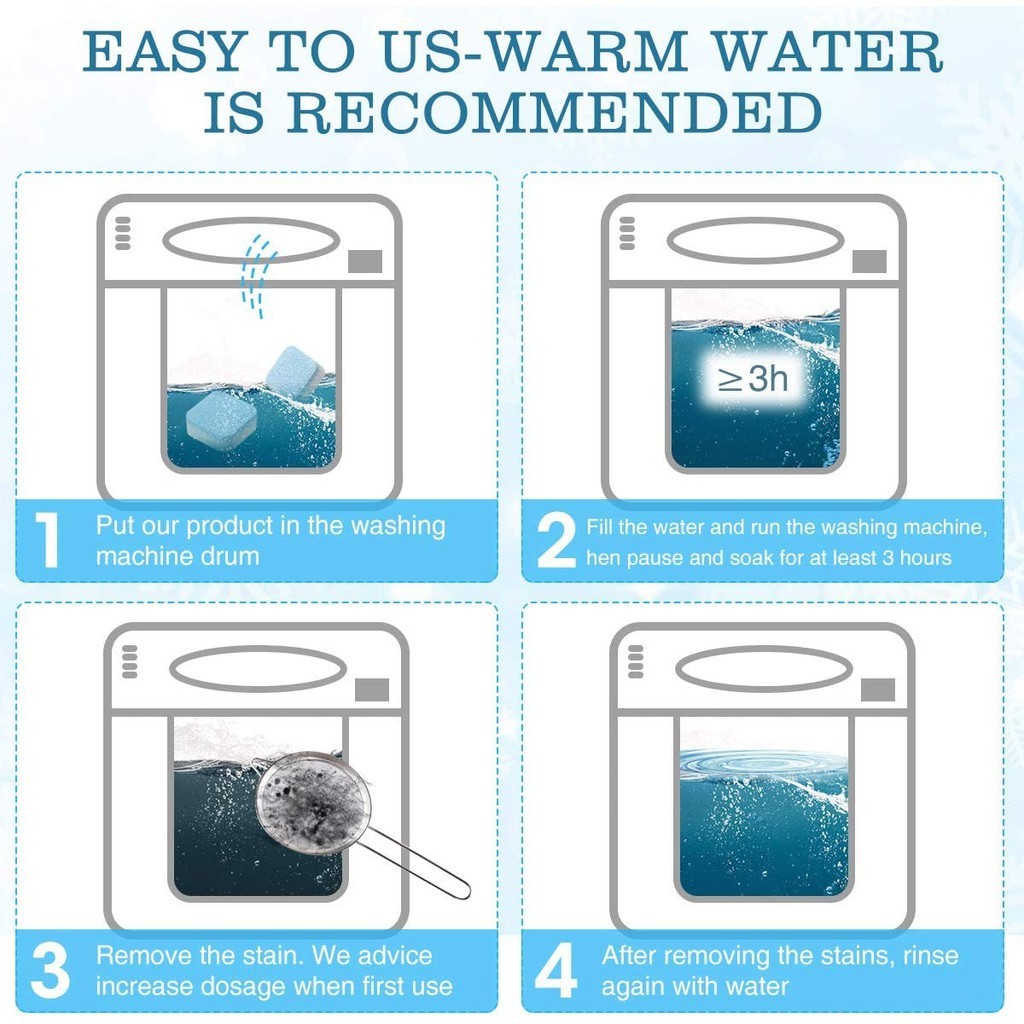 EASY TO US-WARM WATER
IS RECOMMENDED
≥3h
1
Put our product in the washing
machine drum
2
Fill the water and run the washing machine,
hen pause and soak for at least 3 hours
3
Remove the stain. We advice
increase dosage when first use
4
After removing the stains, rinse
again with water